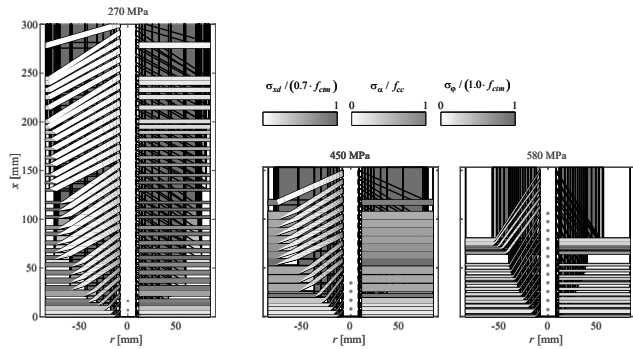 270 MPa
300
250
200
150
100
50
0
x [mm]
-50 0 50
r [mm]
σxd / (0.7 · fctm) σα / fcc σφ / (1.0 · fctm)
0 1 0 1 0 1
450 MPa 580 MPa
-50 0 50 -50 0 50
r [mm] r [mm]